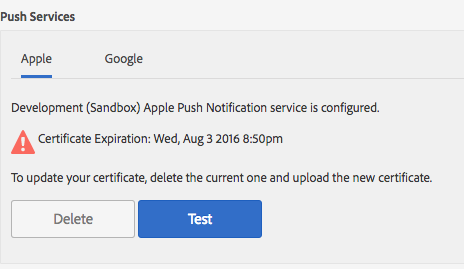 Push Services
Apple Google
Development (Sandbox) Apple Push Notification service is configured.
Certificate Expiration: Wed, Aug 3 2016 8:50pm
To update your certificate, delete the current one and upload the new certificate.
Delete Test